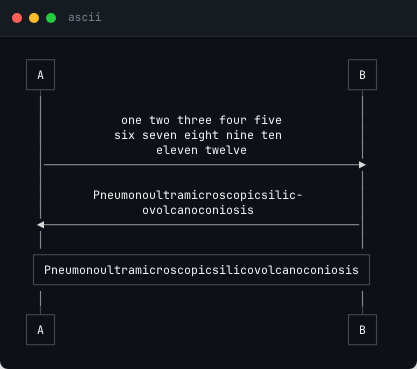 ascii
A B
one two three four five
six seven eight nine ten
eleven twelve
Pneumonoultramicroscopicsilic-
ovolcanoconiosis
Pneumonoultramicroscopicsilicovolcanoconiosis
A B